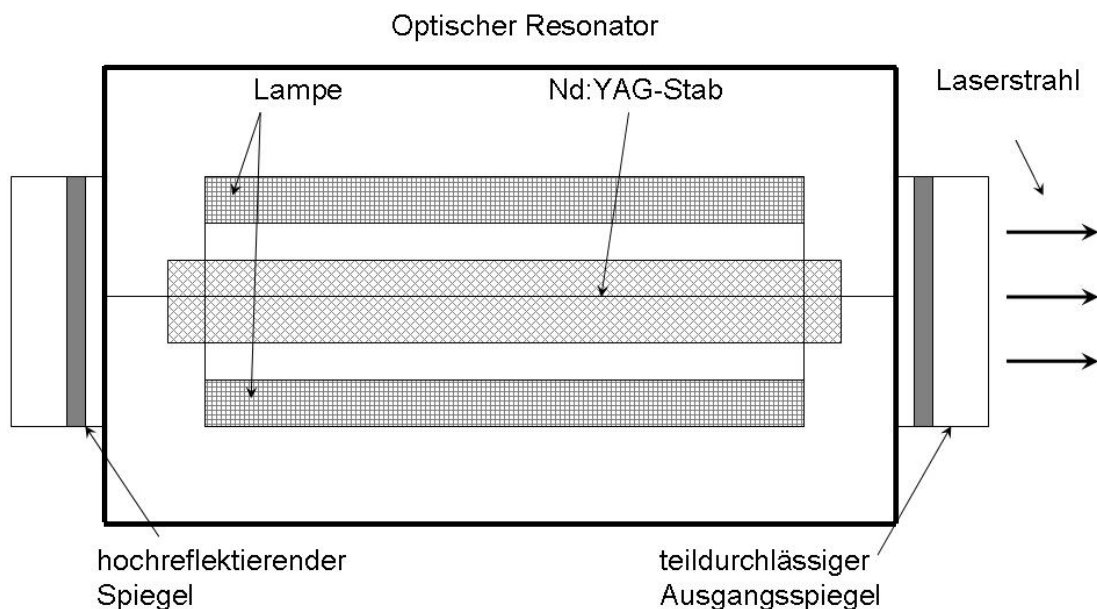 Optischer Resonator
Lampe
Nd:YAG-Stab
Laserstrahl
hochreflektierender
Spiegel
teildurchlässiger
Ausgangsspiegel